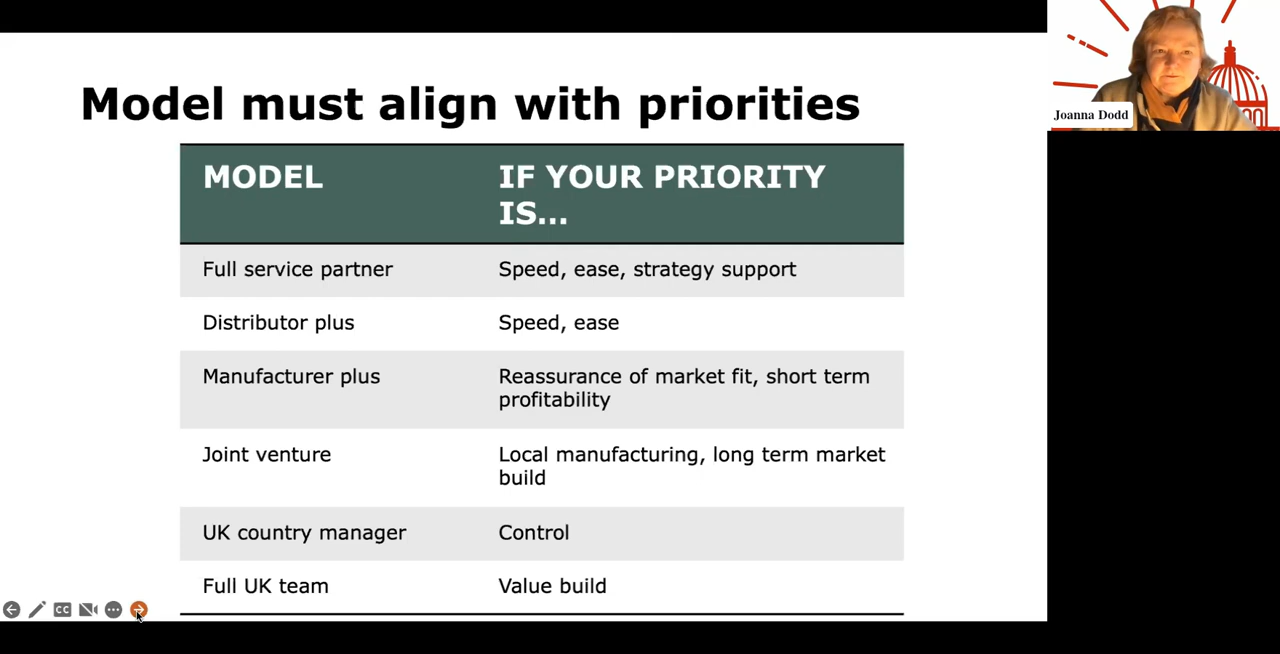 Model must align with priorities
MODEL
IF YOUR PRIORITY
IS...
Full service partner
Speed, ease, strategy support
Distributor plus
Speed, ease
Manufacturer plus
Reassurance of market fit, short term
profitability
Joint venture
Local manufacturing, long term market
build
UK country manager
Control
Full UK team
Value build
Joanna Dodd
CC